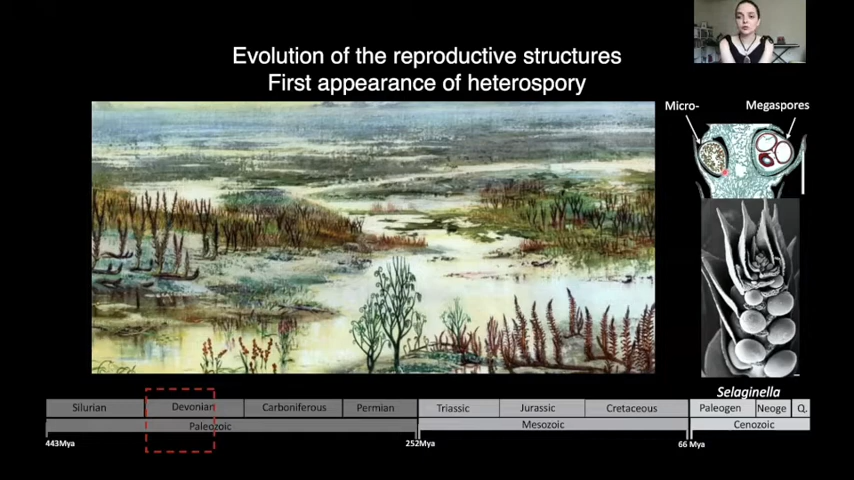 Evolution of the reproductive structures
First appearance of heterospory
Micro-
Megaspores
Selaginella
Silurian
Devonian
Carboniferous
Permian
Triassic
Jurassic
Cretaceous
Paleogen
Neoge
Q.
Paleozoic
Mesozoic
Cenozoic
443Mya
252Mya
66 Mya